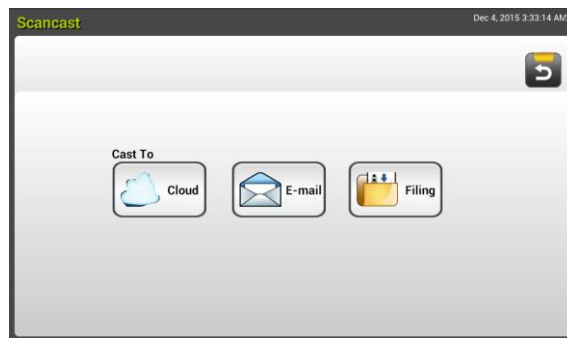 Scancast
Dec 4, 2015 3:33:14 AM
Cast To
Cloud
E-mail
Filing